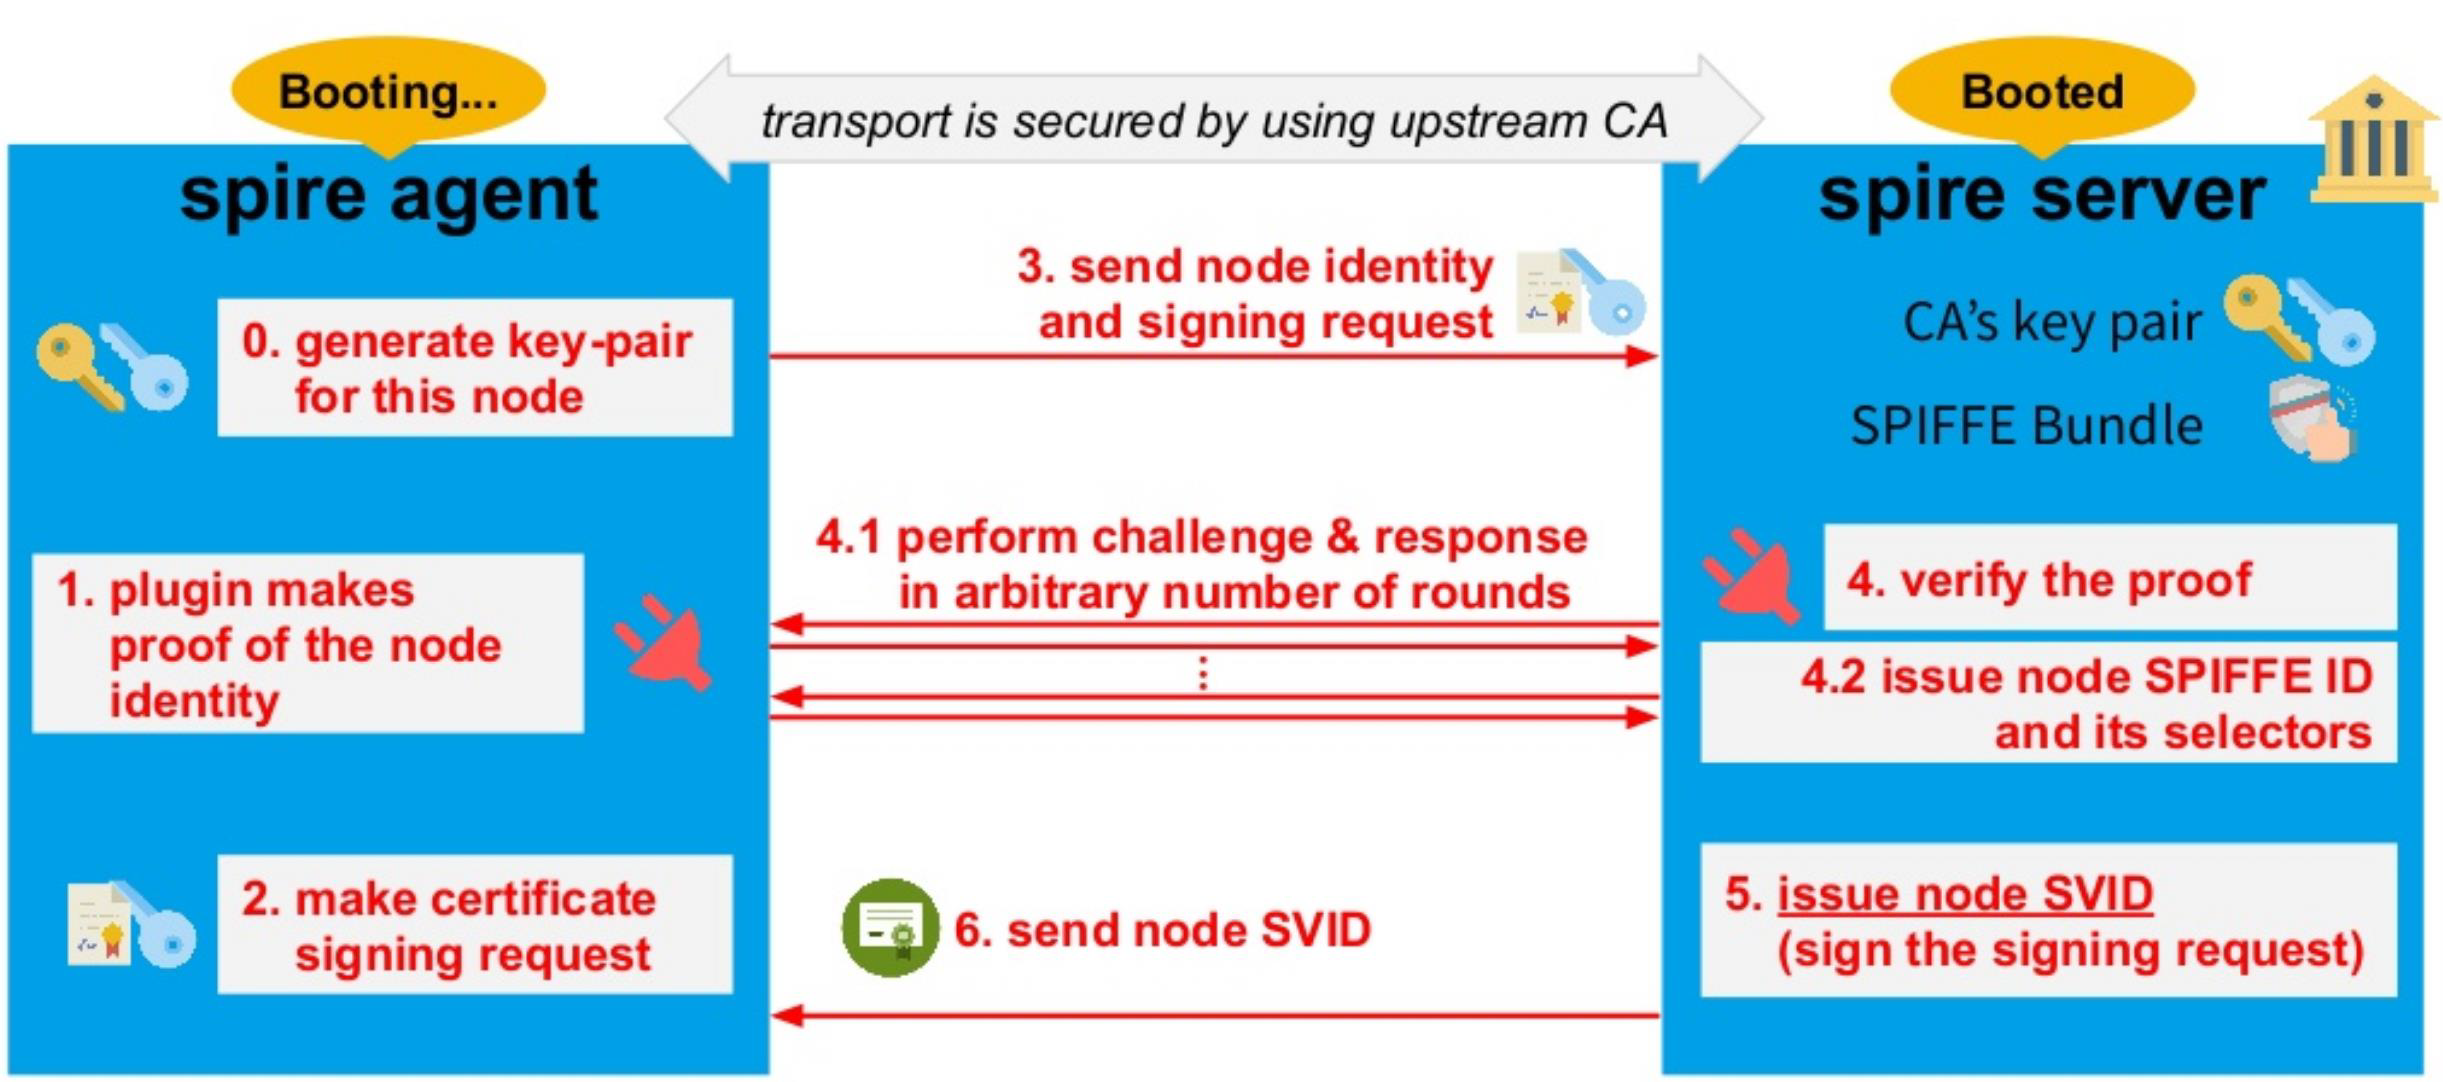 Booting...
transport is secured by using upstream CA
Booted
spire agent
spire server
0. generate key-pair
for this node
1. plugin makes
proof of the node
identity
2. make certificate
signing request
3. send node identity
and signing request
4.1 perform challenge & response
in arbitrary number of rounds
6. send node SVID
CA’s key pair
SPIFFE Bundle
4. verify the proof
4.2 issue node SPIFFE ID
and its selectors
5. issue node SVID
(sign the signing request)